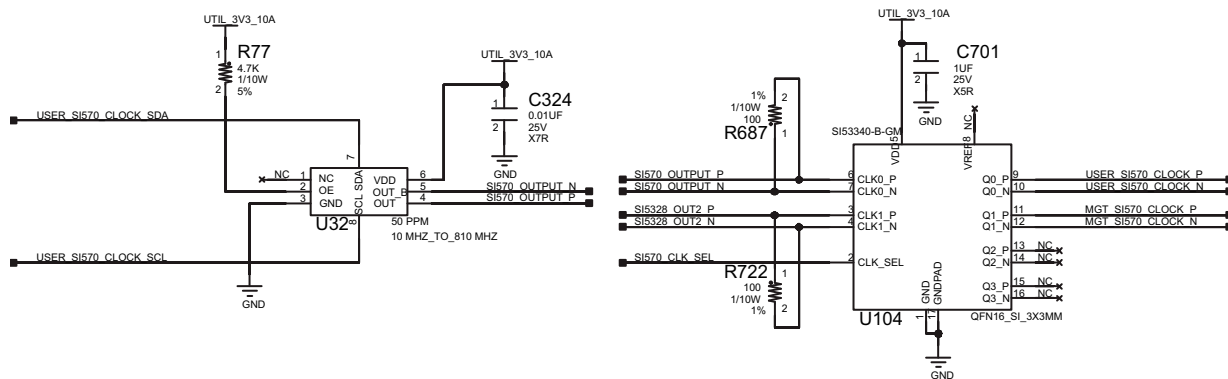 UTIL_3V3_10A
1
R77
4.7K
1/10W
5%
2
USER_SI570_CLOCK_SDA
UTIL_3V3_10A
1
2
C324
0.01UF
25V
X7R
GND
7
NC
1
2
3
NC
OE
GND
SCL SDA
VDD
OUT_B
OUT
6
5
4
SI570_OUTPUT_N
SI570_OUTPUT_P
U32
8
50 PPM
10 MHZ_TO_810 MHZ
USER_SI570_CLOCK_SCL
GND
UTIL_3V3_10A
1
2
C701
1UF
25V
X5R
GND
1%
1/10W
100
R687
2
1
SI53340-B-GM
5
VDD
NC
8
VREF
SI570_OUTPUT_P
6
CLK0_P
SI570_OUTPUT_N
7
CLK0_N
SI5328_OUT2_P
3
CLK1_P
SI5328_OUT2_N
4
CLK1_N
SI570_CLK_SEL
2
CLK_SEL
Q0_P
9
USER_SI570_CLOCK_P
Q0_N
10
USER_SI570_CLOCK_N
Q1_P
11
MGT_SI570_CLOCK_P
Q1_N
12
MGT_SI570_CLOCK_N
Q2_P
13
NC
Q2_N
14
NC
Q3_P
15
NC
Q3_N
16
NC
R722
100
1/10W
1%
1
2
GND
GNDPAD
1
17
U104
QFN16_SI_3X3MM
GND